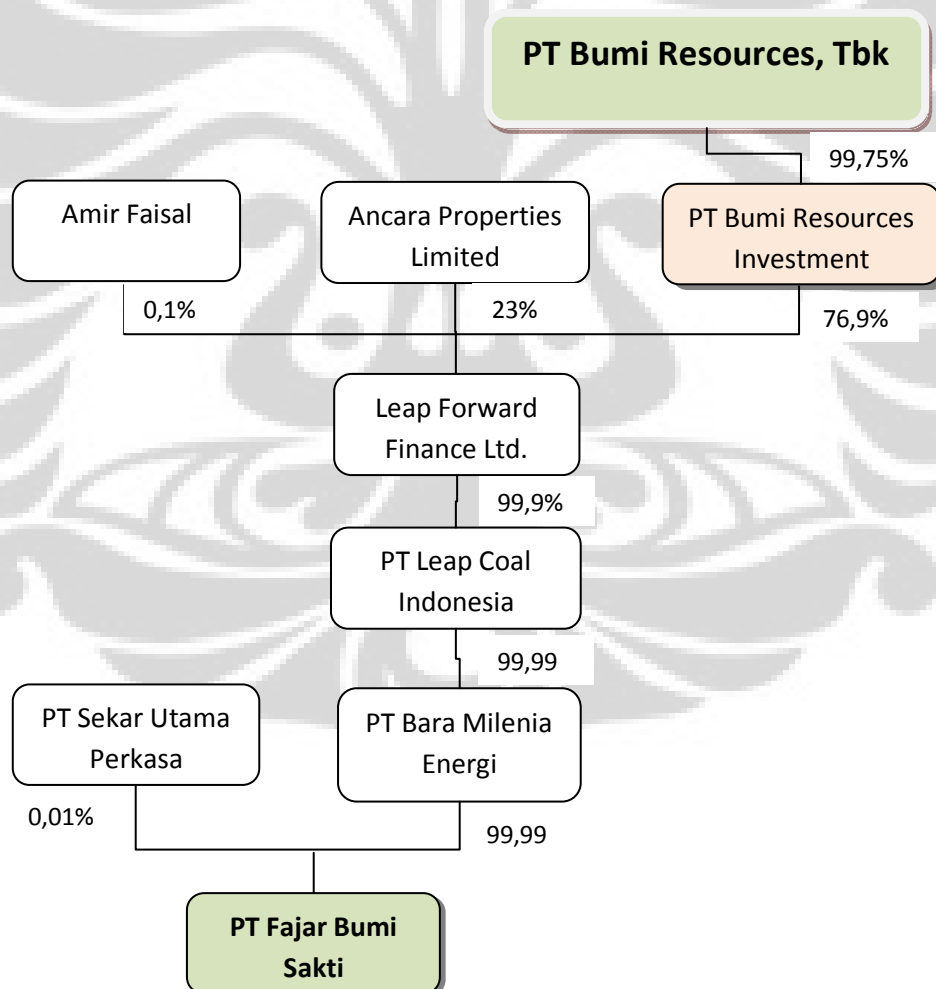 PT Bumi Resources, Tbk
99,75%
Amir Faisal
Ancara Properties
Limited
PT Bumi Resources
Investment
0,1%
23%
76,9%
Leap Forward
Finance Ltd.
99,9%
PT Leap Coal
Indonesia
99,99
PT Sekar Utama
Perkasa
PT Bara Milenia
Energi
0,01%
99,99
PT Fajar Bumi
Sakti